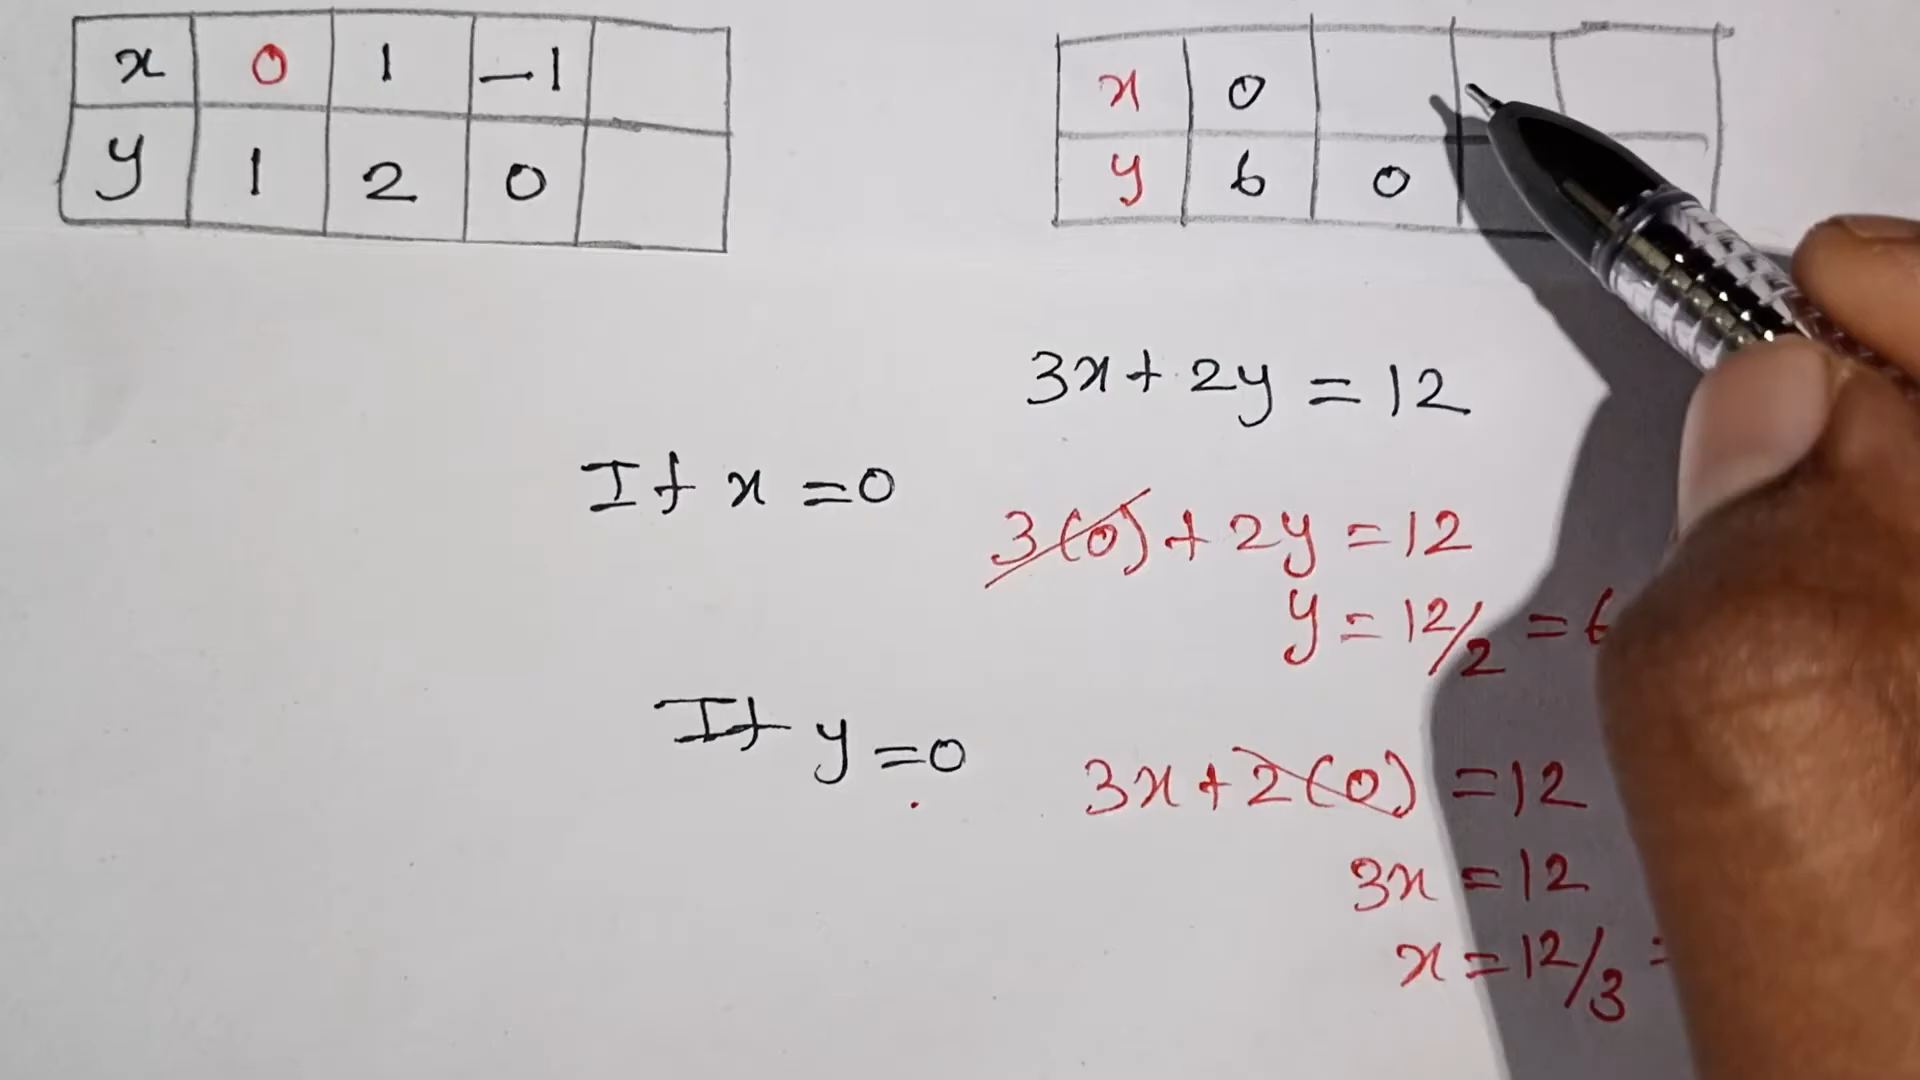 x 0 1 -1
y 1 2 0
x 0
y 6 0
3x + 2y = 12
If x = 0
3(0) + 2y = 12
y = 12/2 = 6
If y = 0
3x + 2(0) = 12
3x = 12
x = 12/3 =